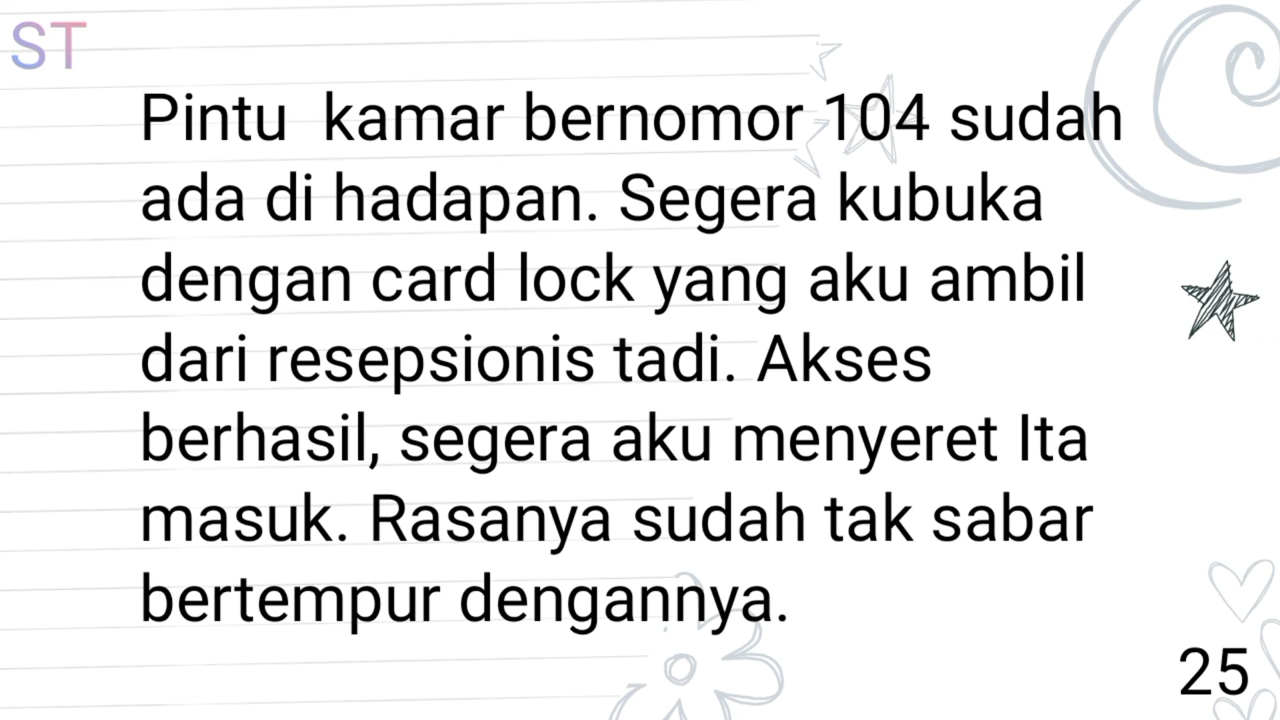 ST
Pintu  kamar bernomor 104 sudah
ada di hadapan. Segera kubuka
dengan card lock yang aku ambil
dari resepsionis tadi. Akses
berhasil, segera aku menyeret Ita
masuk. Rasanya sudah tak sabar
bertempur dengannya.
25